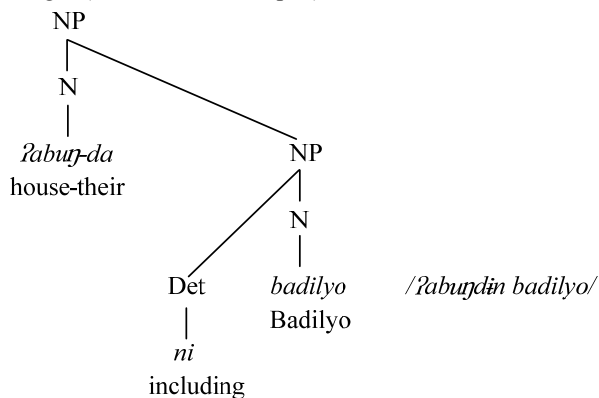 NP
N
ʔabuŋ-da NP
house-their
N
Det badilyo /ʔabuŋdɨn badilyo/
Badilyo
ni
including